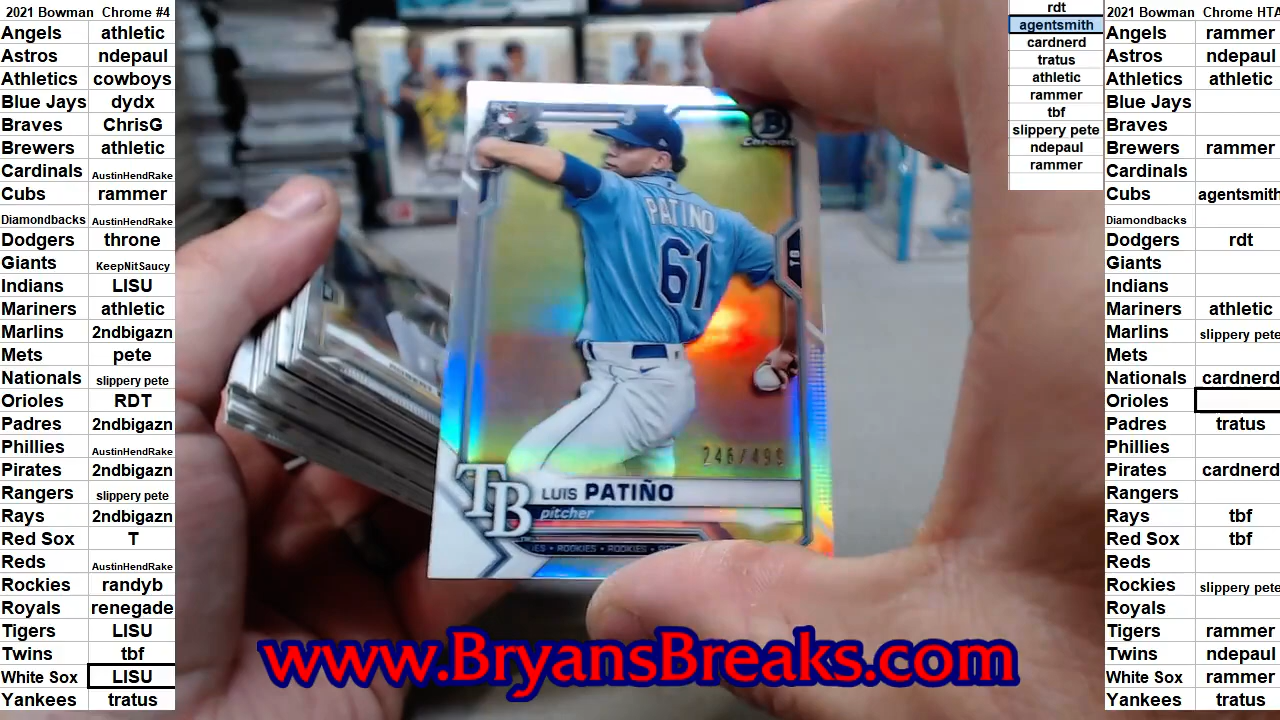 2021 Bowman Chrome #4
Angels athletic
Astros ndepaul
Athletics cowboys
Blue Jays dydx
Braves ChrisG
Brewers athletic
Cardinals AustinHendRake
Cubs rammer
Diamondbacks AustinHendRake
Dodgers throne
Giants KeepNitSaucy
Indians LISU
Mariners athletic
Marlins 2ndbigazn
Mets pete
Nationals slippery pete
Orioles RDT
Padres 2ndbigazn
Phillies AustinHendRake
Pirates 2ndbigazn
Rangers slippery pete
Rays 2ndbigazn
Red Sox T
Reds AustinHendRake
Rockies randyb
Royals renegade
Tigers LISU
Twins tbf
White Sox LISU
Yankees tratus
RC
B
Chrome
PATIÑO
61
TB
246/499
TB
LUIS PATIÑO
pitcher
IES • ROOKIES • ROOKIES •
www.BryansBreaks.com
rdt
agentsmith
cardnerd
tratus
athletic
rammer
tbf
slippery pete
ndepaul
rammer
2021 Bowman Chrome HTA
Angels rammer
Astros ndepaul
Athletics athletic
Blue Jays
Braves
Brewers rammer
Cardinals
Cubs agentsmith
Diamondbacks
Dodgers rdt
Giants
Indians
Mariners athletic
Marlins slippery pete
Mets
Nationals cardnerd
Orioles
Padres tratus
Phillies
Pirates cardnerd
Rangers
Rays tbf
Red Sox tbf
Reds
Rockies slippery pete
Royals
Tigers rammer
Twins ndepaul
White Sox rammer
Yankees tratus